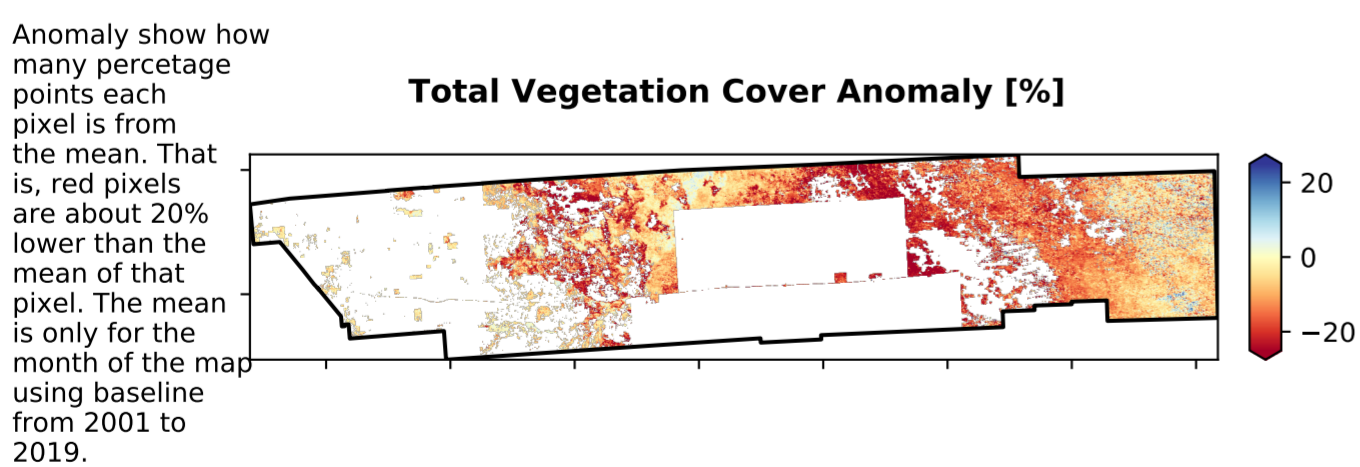 Anomaly show how
many percetage
points each
pixel is from
the mean. That
is, red pixels
are about 20%
lower than the
mean of that
pixel. The mean
is only for the
month of the map
using baseline
from 2001 to
2019.
Total Vegetation Cover Anomaly [%]
20
0
−20